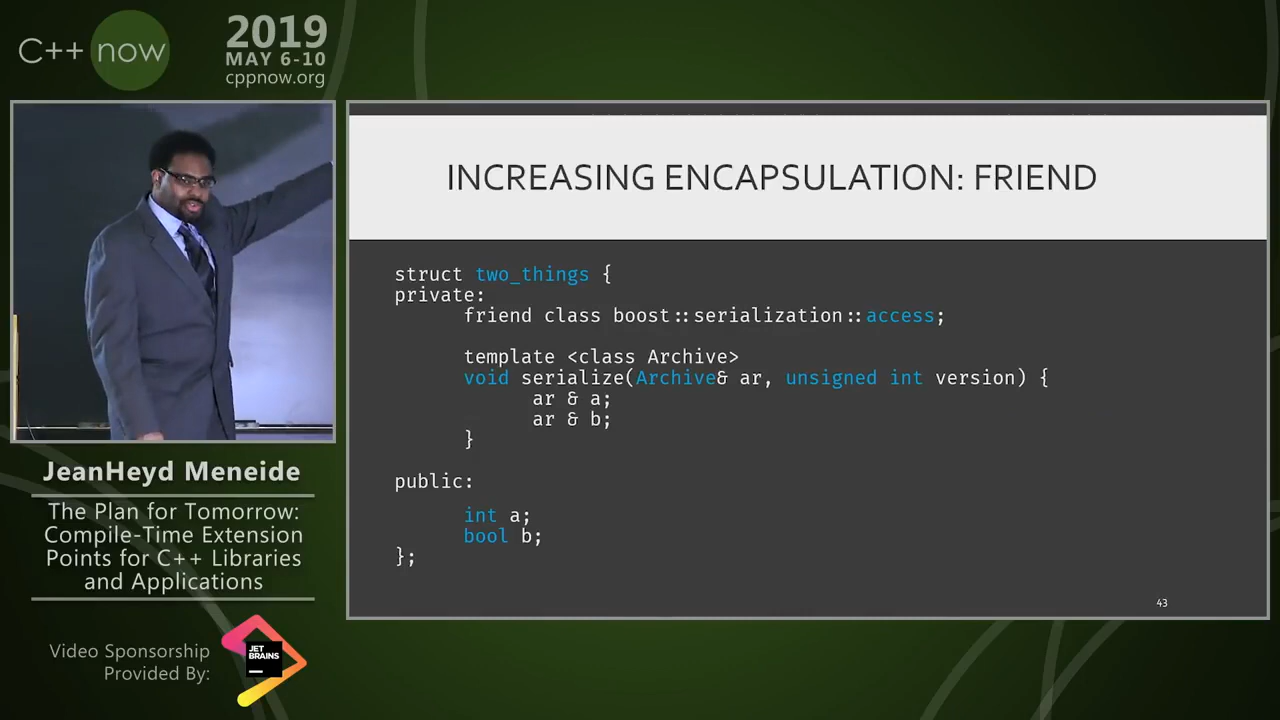 C++ now
2019
MAY 6-10
cppnow.org
INCREASING ENCAPSULATION: FRIEND
struct two_things {
private:
friend class boost::serialization::access;
template <class Archive>
void serialize(Archive& ar, unsigned int version) {
ar & a;
ar & b;
}
public:
int a;
bool b;
};
43
JeanHeyd Meneide
The Plan for Tomorrow:
Compile-Time Extension
Points for C++ Libraries
and Applications
Video Sponsorship
Provided By:
JET
BRAINS